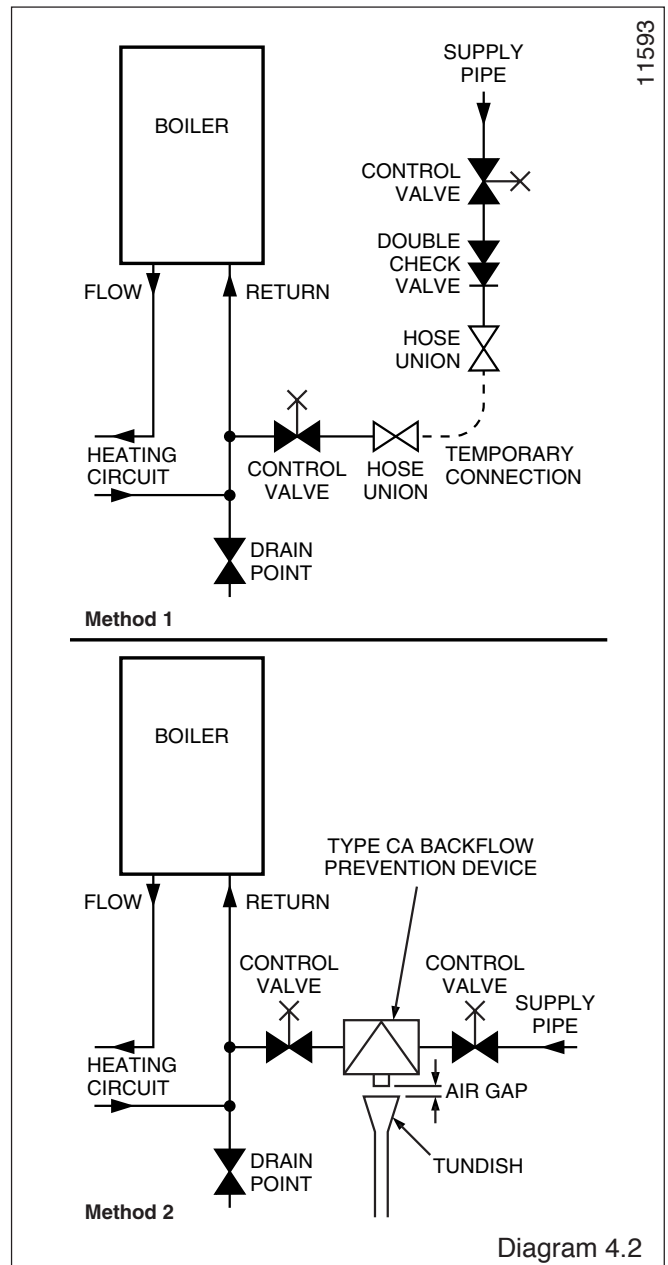 11593
SUPPLY
PIPE
BOILER
CONTROL
VALVE
DOUBLE
CHECK
VALVE
FLOW
RETURN
HOSE
UNION
HEATING
CIRCUIT
CONTROL
VALVE
HOSE
UNION
TEMPORARY
CONNECTION
DRAIN
POINT
Method 1
BOILER
TYPE CA BACKFLOW
PREVENTION DEVICE
FLOW
RETURN
CONTROL
VALVE
CONTROL
VALVE
SUPPLY
PIPE
HEATING
CIRCUIT
AIR GAP
DRAIN
POINT
TUNDISH
Method 2
Diagram 4.2